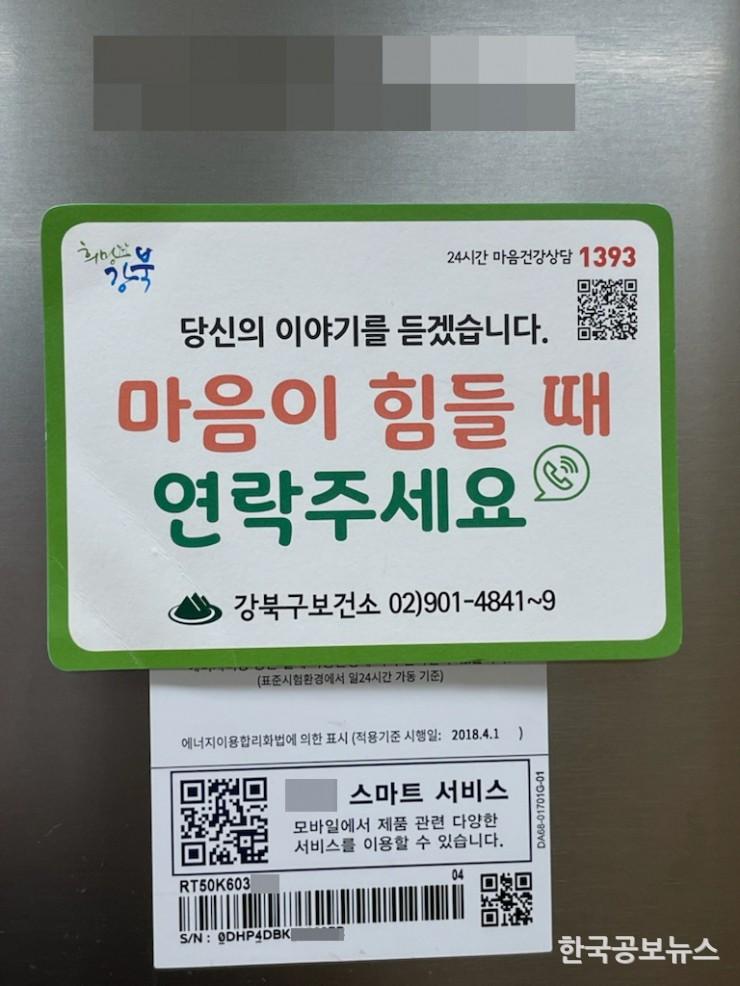 희망찬
강북
24시간 마음건강상담 1393
당신의 이야기를 듣겠습니다.
마음이 힘들 때
연락주세요
강북구보건소 02)901-4841~9
(표준시험환경에서 일24시간 가동 기준)
에너지이용합리화법에 의한 표시 (적용기준 시행일: 2018.4.1 )
스마트 서비스
모바일에서 제품 관련 다양한
서비스를 이용할 수 있습니다.
DA68-01701G-01
RT50K603
04
S/N : 0DHP4DBK
한국공보뉴스